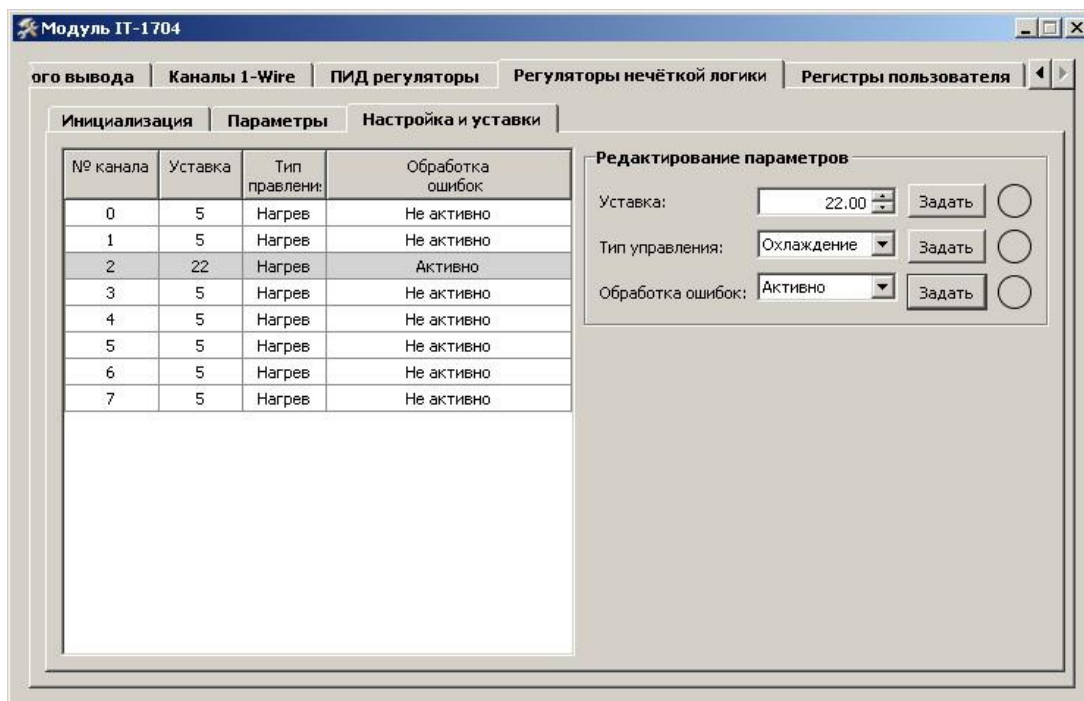 Модуль IT-1704
ого вывода Каналы 1-Wire ПИД регуляторы Регуляторы нечёткой логики Регистры пользователя
Инициализация Параметры Настройка и уставки
№ канала Уставка Тип правлени: Обработка ошибок
0 5 Нагрев Не активно
1 5 Нагрев Не активно
2 22 Нагрев Активно
3 5 Нагрев Не активно
4 5 Нагрев Не активно
5 5 Нагрев Не активно
6 5 Нагрев Не активно
7 5 Нагрев Не активно
Редактирование параметров
Уставка: 22.00 Задать
Тип управления: Охлаждение Задать
Обработка ошибок: Активно Задать